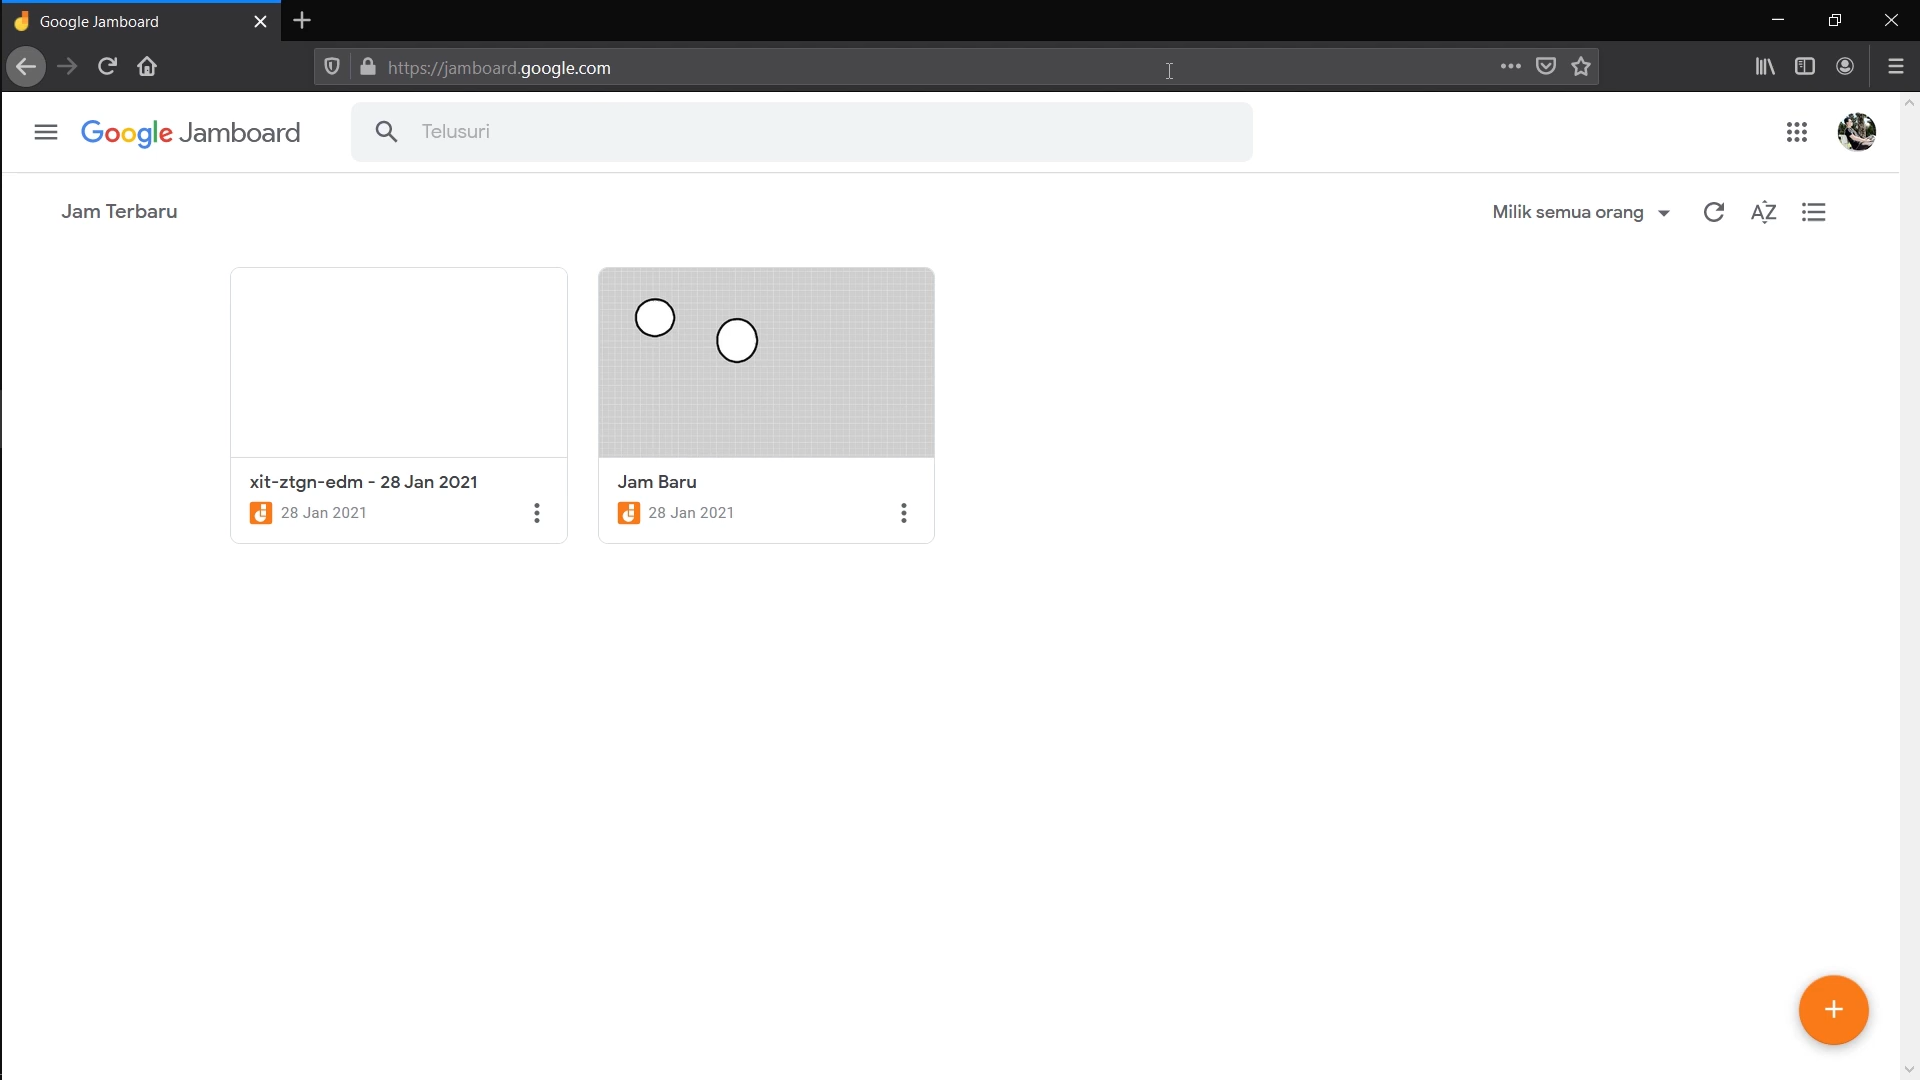 Google Jamboard
https://jamboard.google.com
Google Jamboard
Telusuri
Jam Terbaru
Milik semua orang
AZ
xit-ztgn-edm - 28 Jan 2021
28 Jan 2021
Jam Baru
28 Jan 2021